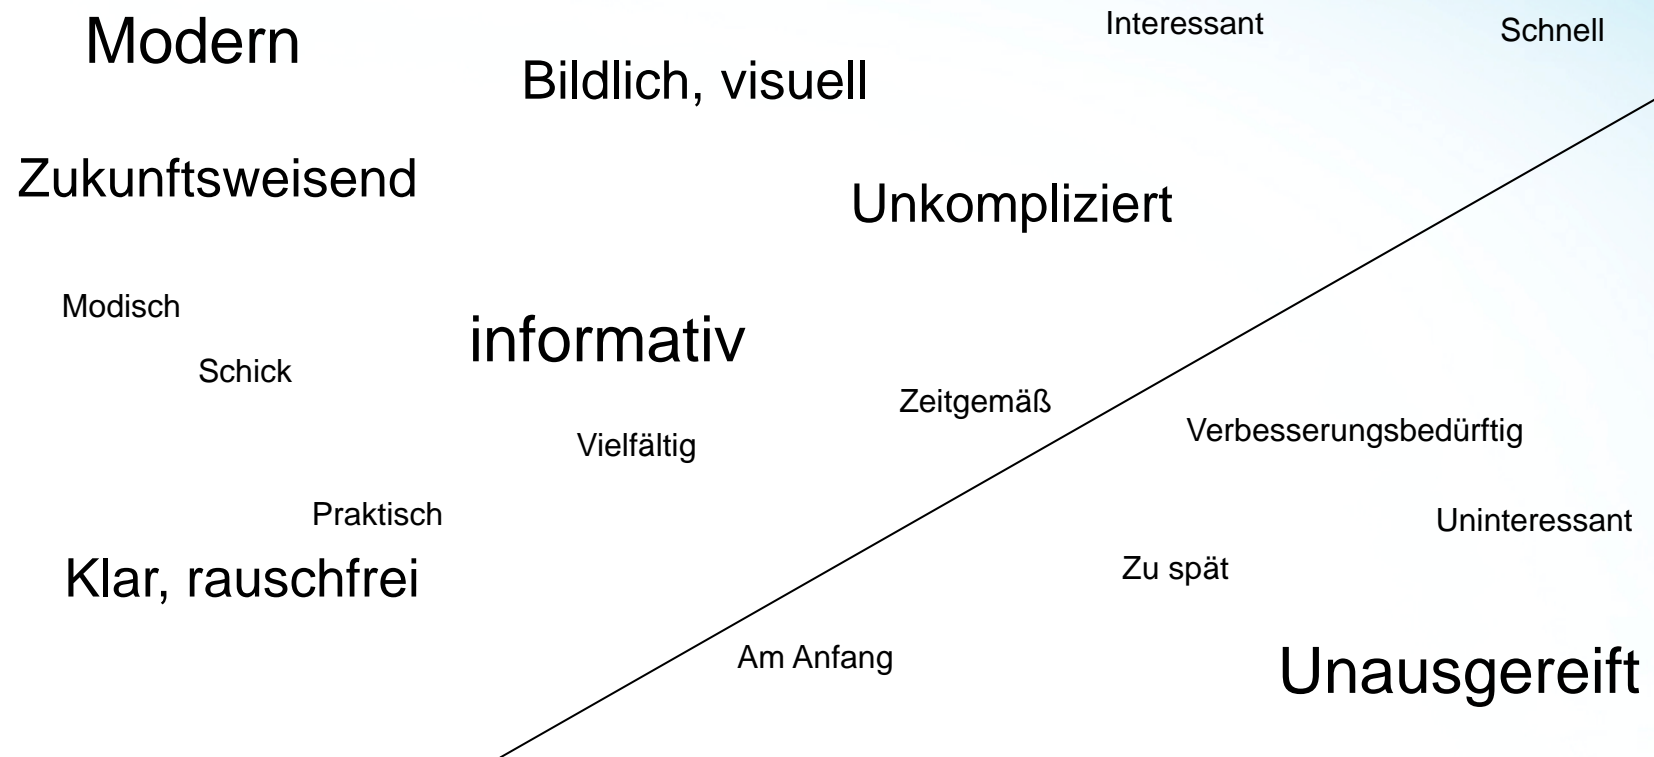 Modern
Interessant
Schnell
Bildlich, visuell
Zukunftsweisend
Unkompliziert
Modisch
informativ
Schick
Zeitgemäß
Verbesserungsbedürftig
Vielfältig
Praktisch
Uninteressant
Klar, rauschfrei
Zu spät
Am Anfang
Unausgereift